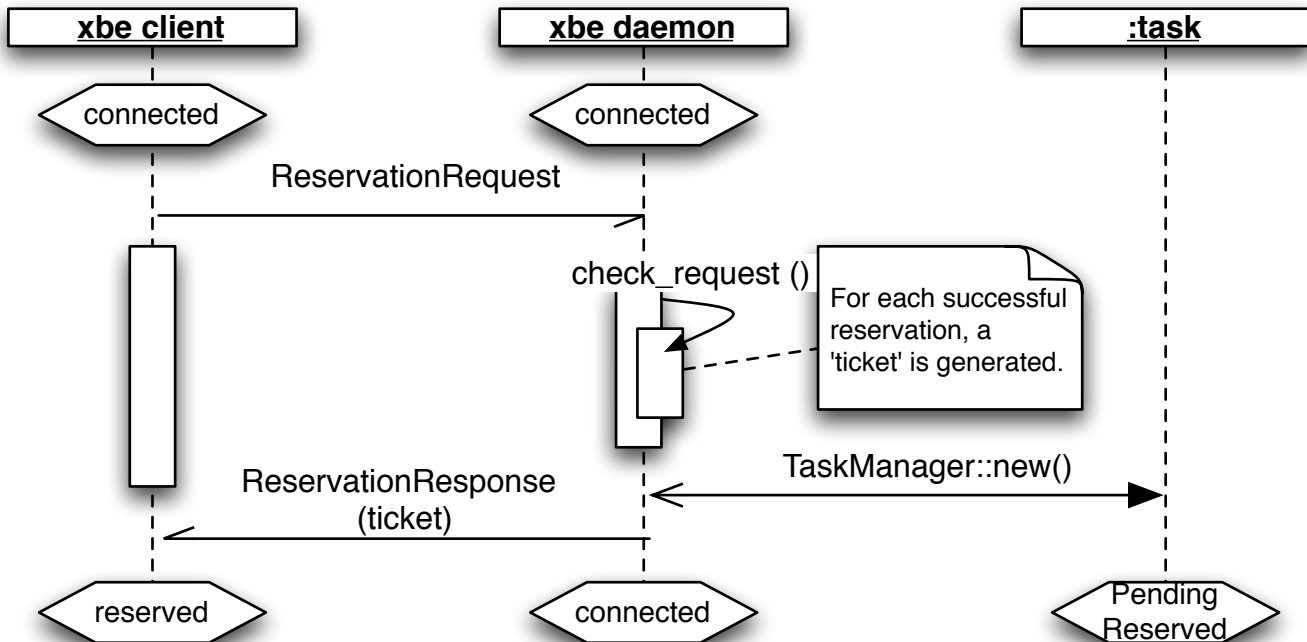 xbe client
xbe daemon
:task
connected
connected
ReservationRequest
check_request ()
For each successful
reservation, a
'ticket' is generated.
TaskManager::new()
ReservationResponse
(ticket)
reserved
connected
Pending
Reserved